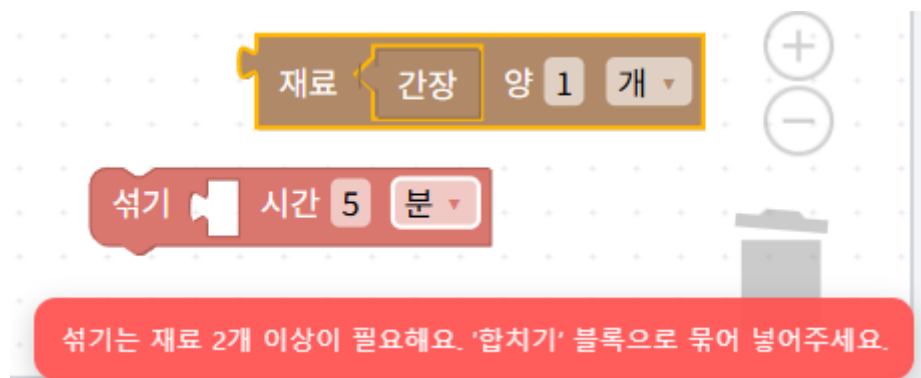 재료 간장 양 1 개
섞기 시간 5 분
섞기는 재료 2개 이상이 필요해요. '합치기' 블록으로 묶어 넣어주세요.